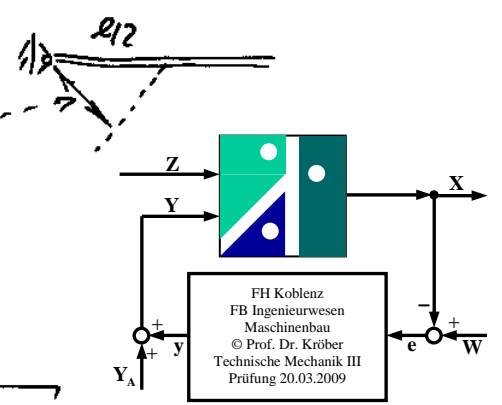 l/2
Z
Y
X
FH Koblenz
FB Ingenieurwesen
Maschinenbau
© Prof. Dr. Kröber
Technische Mechanik III
Prüfung 20.03.2009
−
+
e
W
+
y
+
Y_A